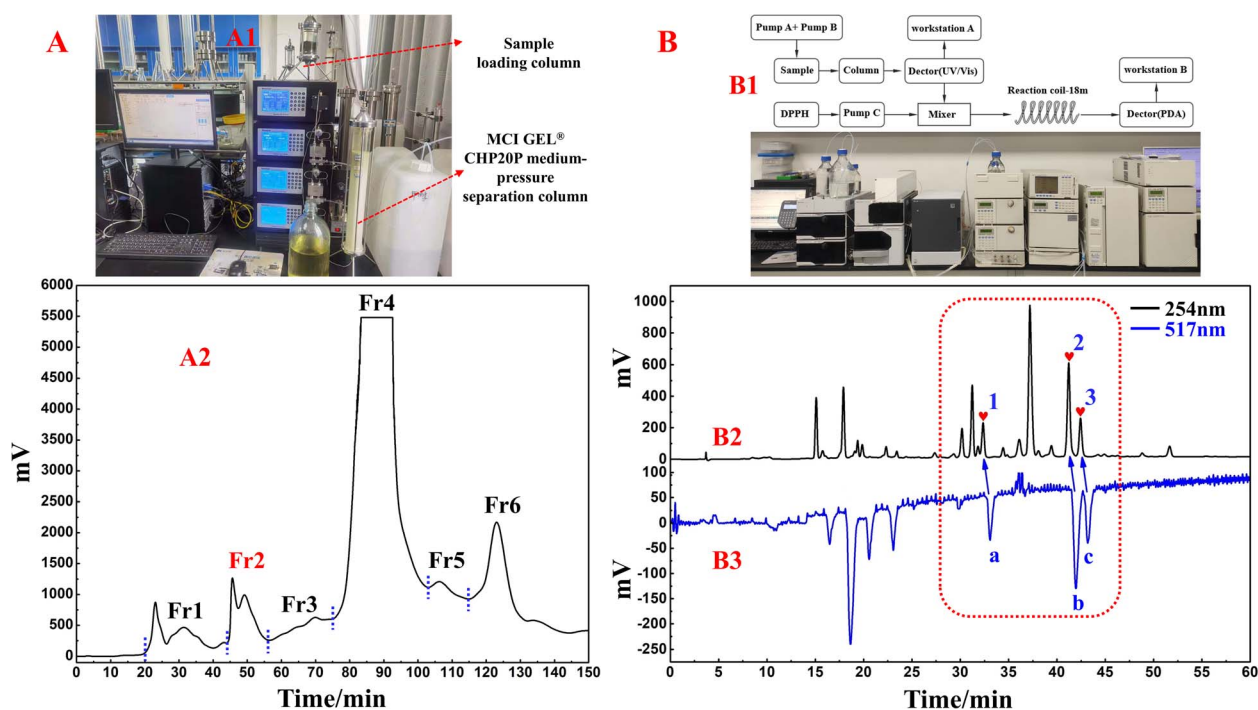 A
A1
Sample
loading column
MCI GEL®
CHP20P medium-
pressure
separation column
B
B1
Pump A+ Pump B
workstation A
Sample
Column
Dector(UV/Vis)
workstation B
Reaction coil-18m
DPPH
Pump C
Mixer
Dector(PDA)
A2
mV
6000
5500
5000
4500
4000
3500
3000
2500
2000
1500
1000
500
0
Fr1
Fr2
Fr3
Fr4
Fr5
Fr6
0 10 20 30 40 50 60 70 80 90 100 110 120 130 140 150
Time/min
254nm
517nm
B2
mV
1000
800
600
400
200
0
1
2
3
B3
mV
100
50
0
-50
-100
-150
-200
-250
a
b
c
0 5 10 15 20 25 30 35 40 45 50 55 60
Time/min